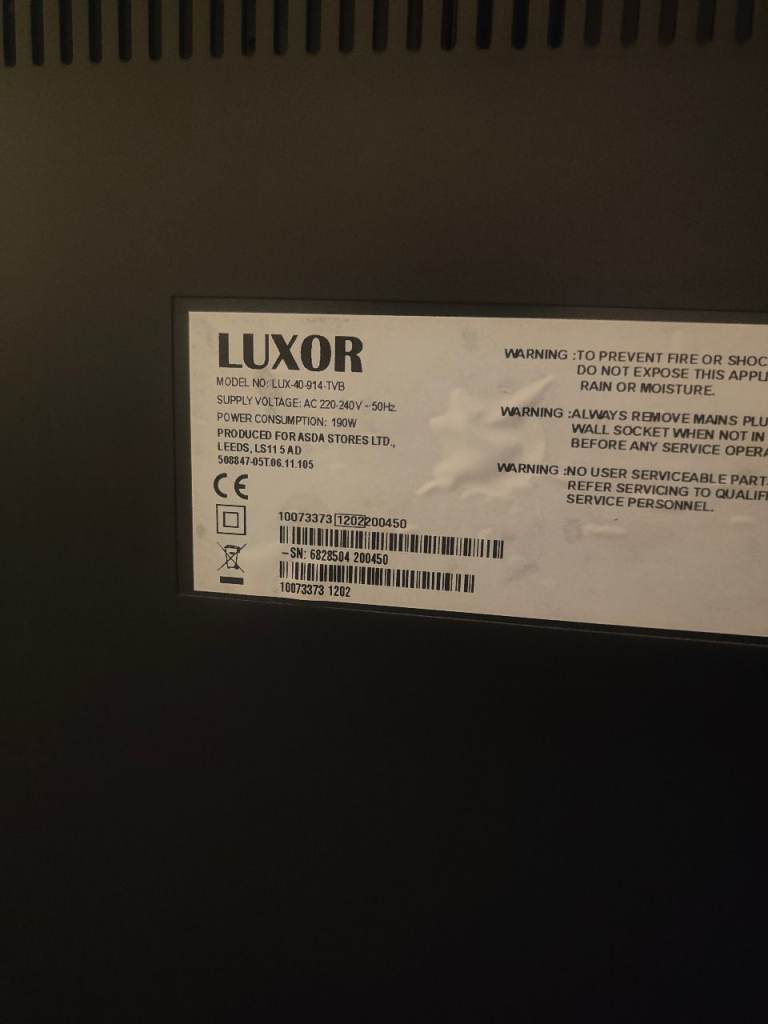 LUXOR
MODEL NO: LUX-40-914-TVB
SUPPLY VOLTAGE: AC 220-240V ~ 50Hz
POWER CONSUMPTION: 190W
PRODUCED FOR ASDA STORES LTD.,
LEEDS, LS11 5 AD
508847-05T.06.11.105
CE
10073373 1202 200450
-SN: 6828504 200450
10073373 1202
WARNING :TO PREVENT FIRE OR SHOC
DO NOT EXPOSE THIS APPL
RAIN OR MOISTURE.
WARNING :ALWAYS REMOVE MAINS PLU
WALL SOCKET WHEN NOT IN
BEFORE ANY SERVICE OPERA
WARNING :NO USER SERVICEABLE PART
REFER SERVICING TO QUALIFI
SERVICE PERSONNEL.